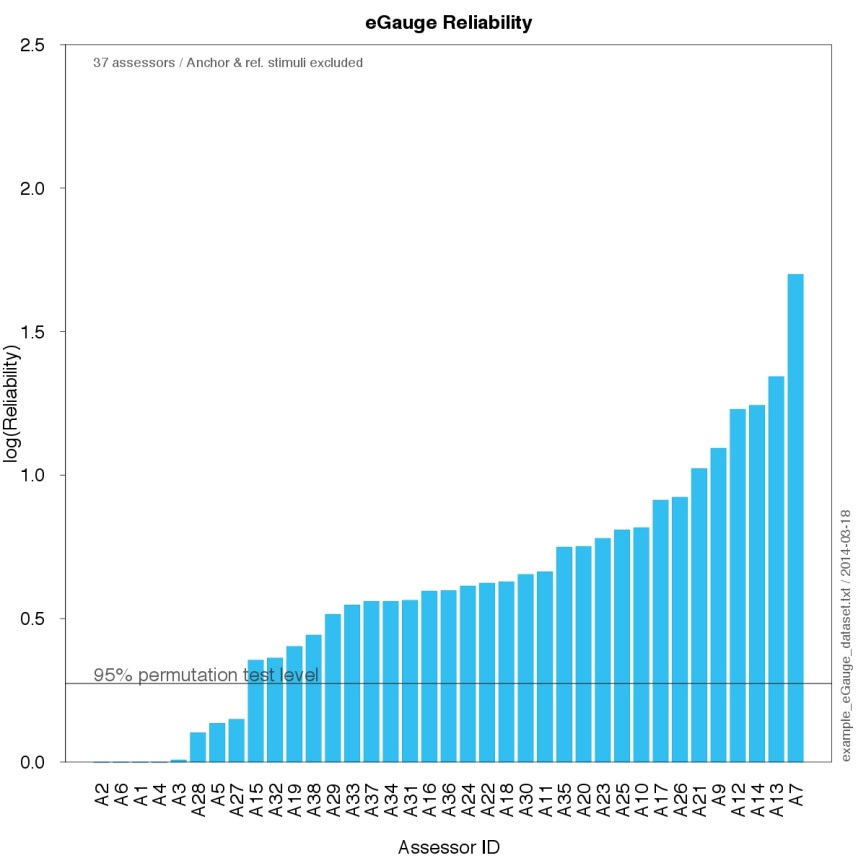 eGauge Reliability
37 assessors / Anchor & ref. stimuli excluded
2.5
2.0
1.5
1.0
0.5
0.0
log(Reliability)
95% permutation test level
A2 A6 A1 A4 A3 A28 A5 A27 A15 A32 A19 A38 A29 A33 A37 A34 A31 A16 A36 A24 A22 A18 A30 A11 A35 A20 A23 A25 A10 A17 A26 A21 A9 A12 A14 A13 A7
Assessor ID
example_eGauge_dataset.txt / 2014-03-18